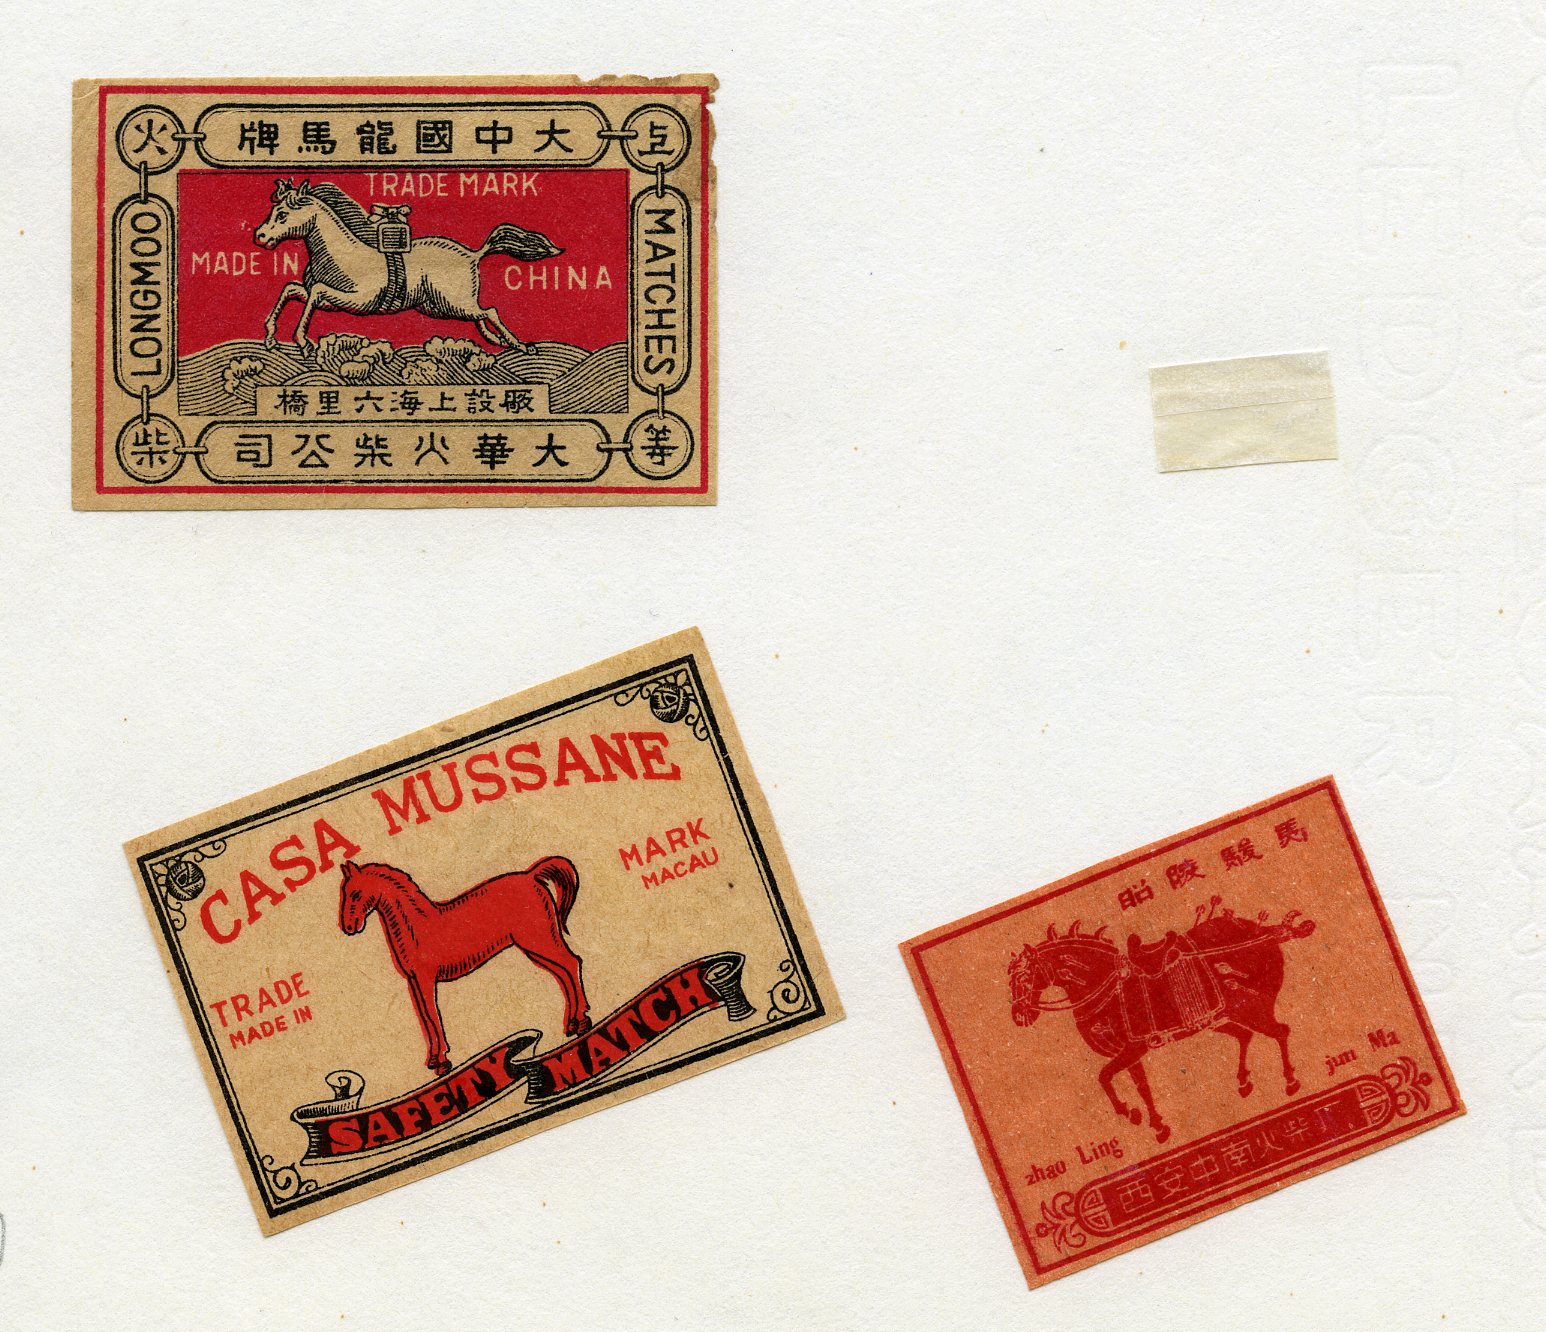 上等
火柴
大中國龍馬牌
TRADE MARK
MADE IN CHINA
LONGMOO
MATCHES
廠設上海六里橋
大華火柴公司
CASA MUSSANE
TRADE MARK
MADE IN MACAU
SAFETY MATCH
昭陵駿馬
zhao Ling jun Ma
西安中南火柴